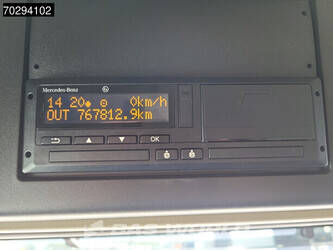 70294102
Mercedes-Benz
14 20 0km/h
OUT 767812.9km
OK